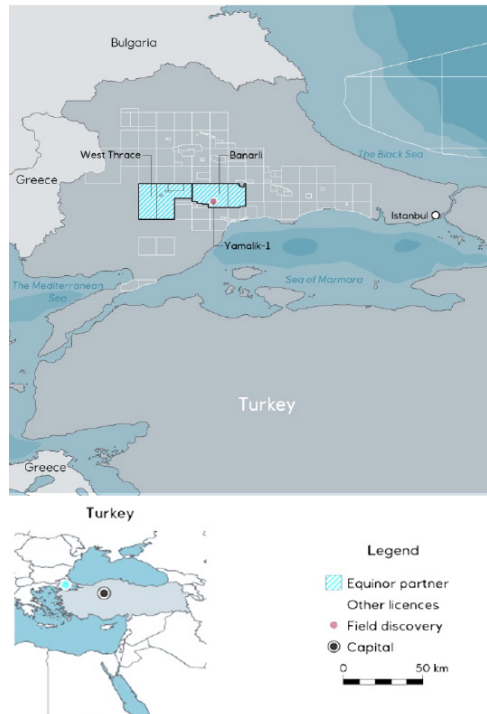 Bulgaria
West Thrace
Banarli
The Black Sea
Greece
Istanbul
Yamalik-1
The Mediterranean
Sea
Sea of Marmara
Turkey
Greece
Turkey
Legend
Equinor partner
Other licences
Field discovery
Capital
0 50 km